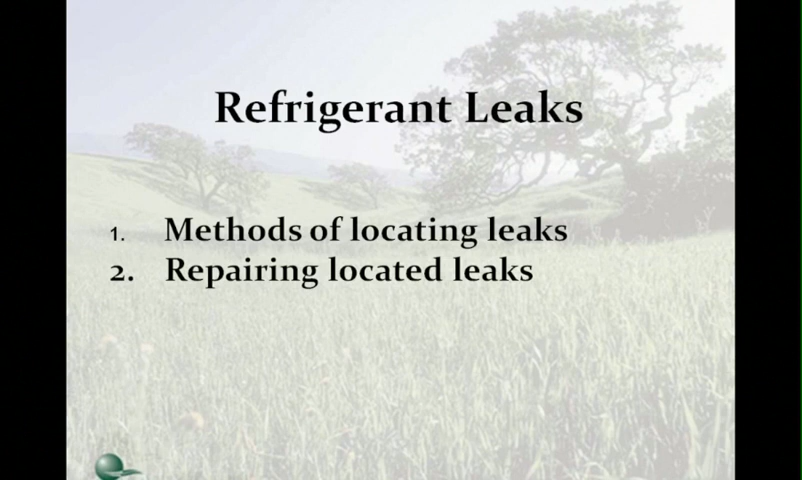 Refrigerant Leaks
1. Methods of locating leaks
2. Repairing located leaks